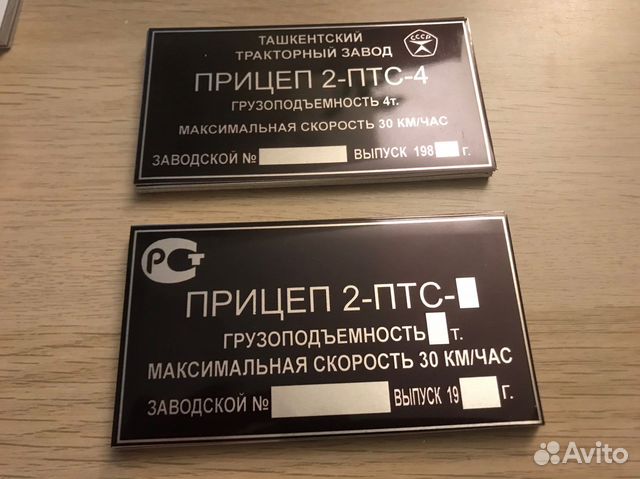 ТАШКЕНТСКИЙ
ТРАКТОРНЫЙ ЗАВОД
СССР
ПРИЦЕП 2-ПТС-4
ГРУЗОПОДЪЕМНОСТЬ 4т.
МАКСИМАЛЬНАЯ СКОРОСТЬ 30 КМ/ЧАС
ЗАВОДСКОЙ № ВЫПУСК 198 г.
РСТ
ПРИЦЕП 2-ПТС-
ГРУЗОПОДЪЕМНОСТЬ т.
МАКСИМАЛЬНАЯ СКОРОСТЬ 30 КМ/ЧАС
ЗАВОДСКОЙ № ВЫПУСК 19 Г.
Avito